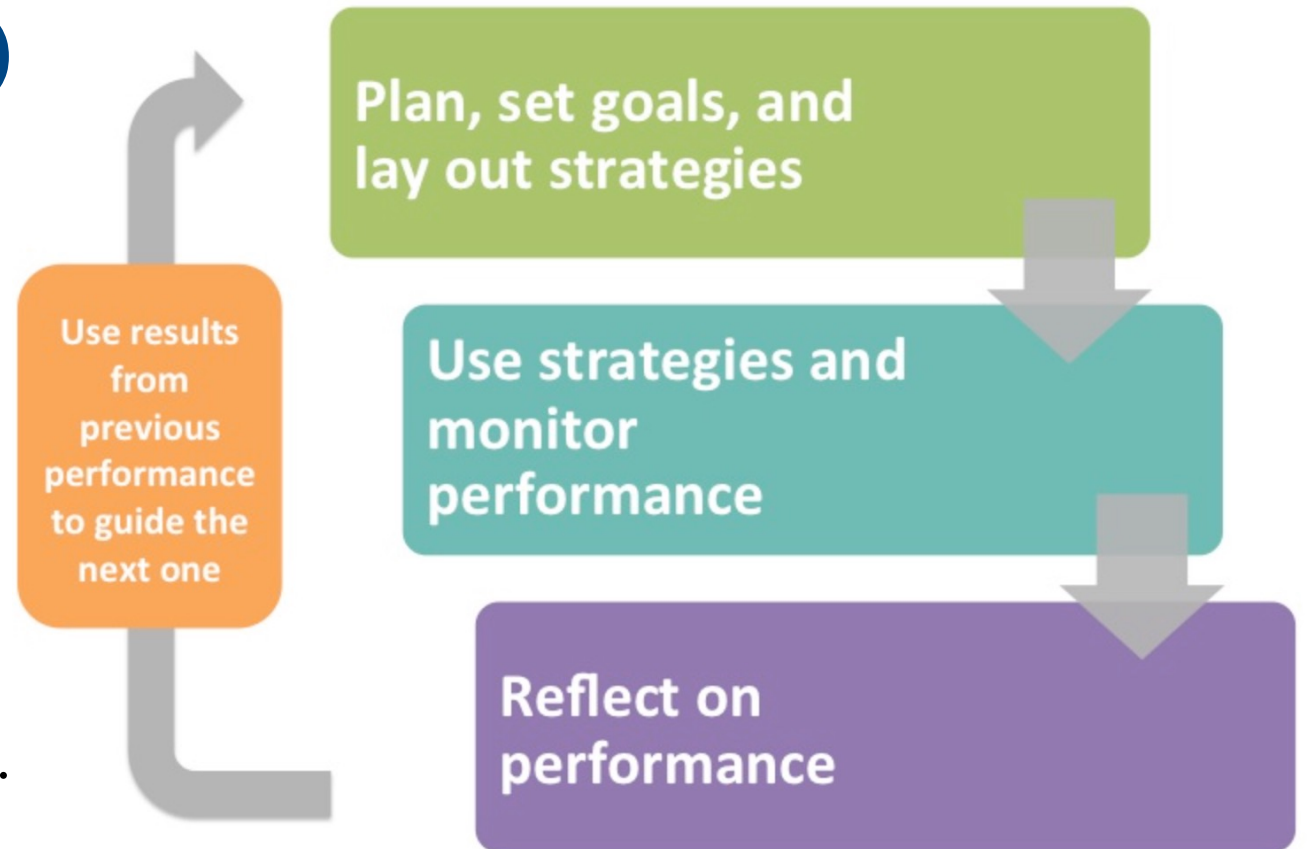 Plan, set goals, and
lay out strategies
Use strategies and
monitor
performance
Reflect on
performance
Use results
from
previous
performance
to guide the
next one
.